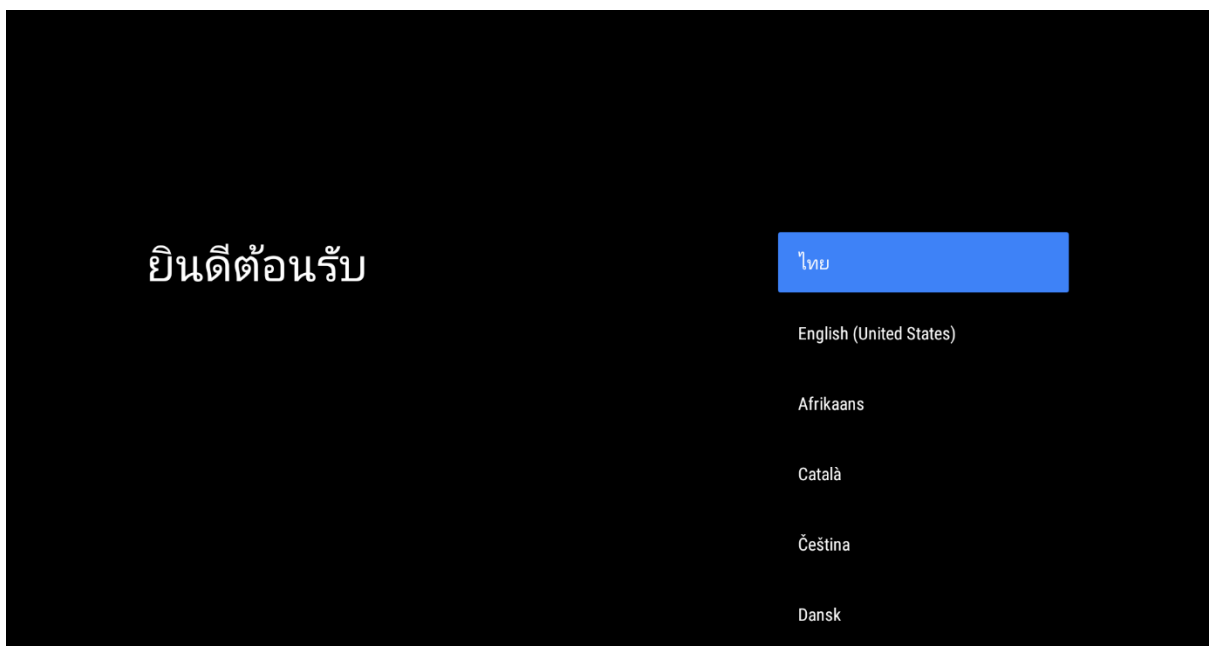 ยินดีต้อนรับ
ไทย
English (United States)
Afrikaans
Català
Čeština
Dansk